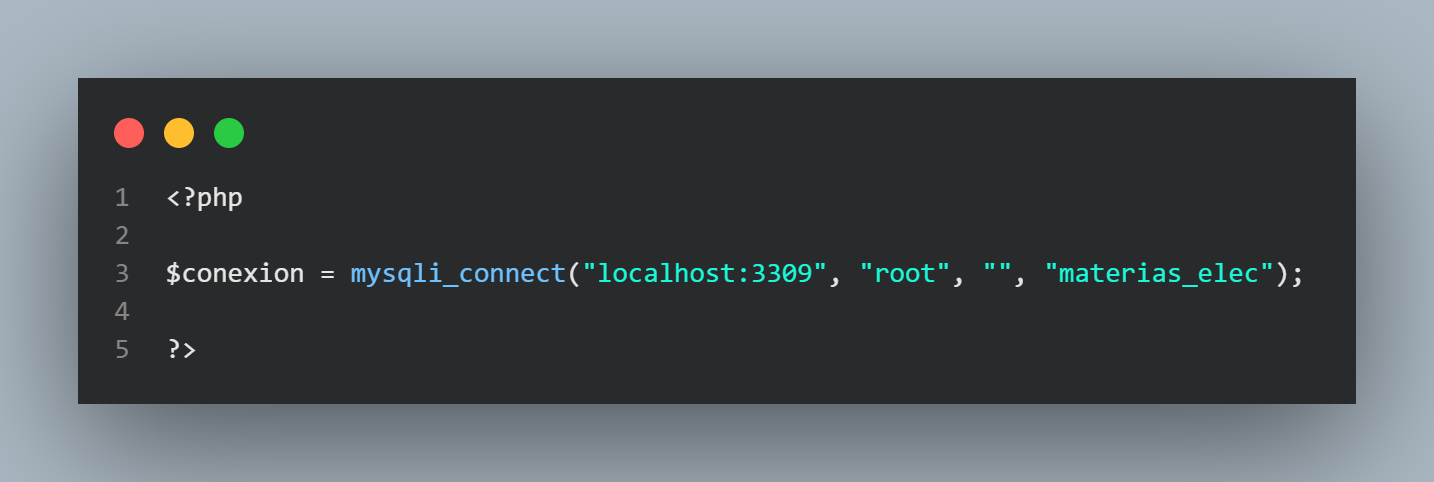 1 <?php
2
3 $conexion = mysqli_connect("localhost:3309", "root", "", "materias_elec");
4
5 ?>